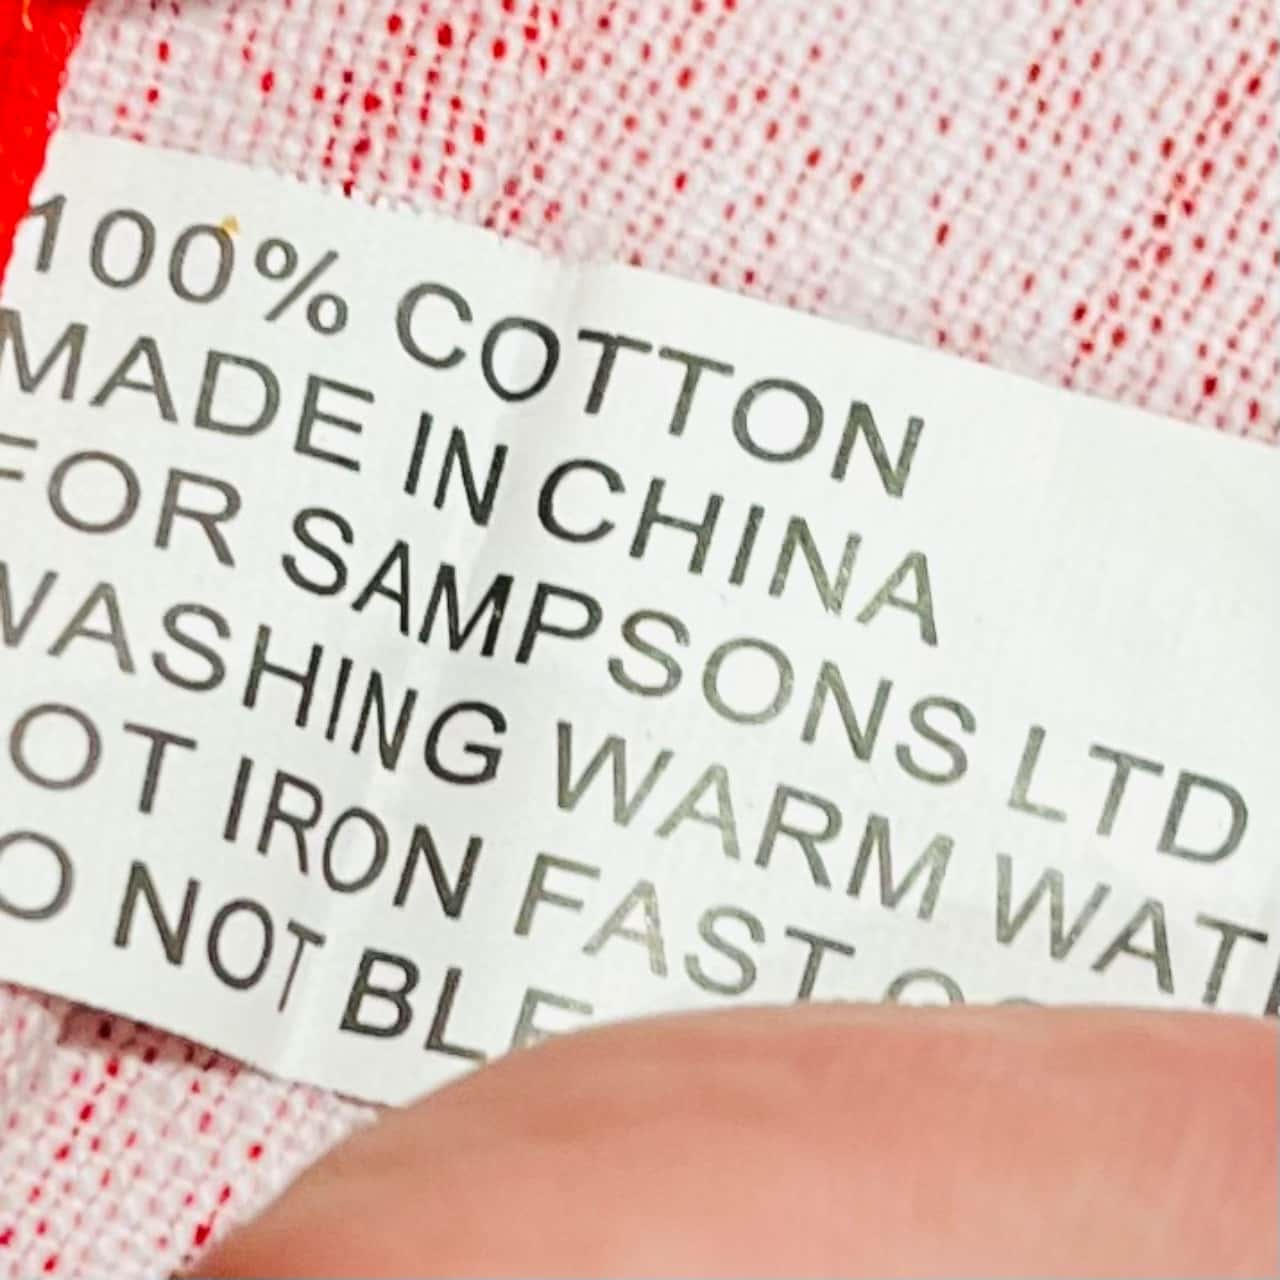 100% COTTON
MADE IN CHINA
FOR SAMPSONS LTD
WASHING WARM
IRON FAST
NOT